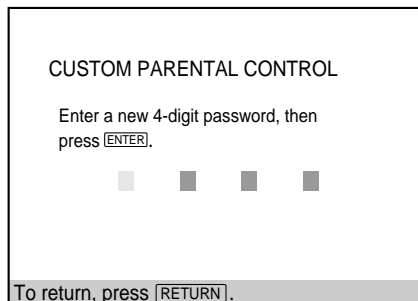 CUSTOM PARENTAL CONTROL
Enter a new 4-digit password, then
press ENTER.
To return, press RETURN.